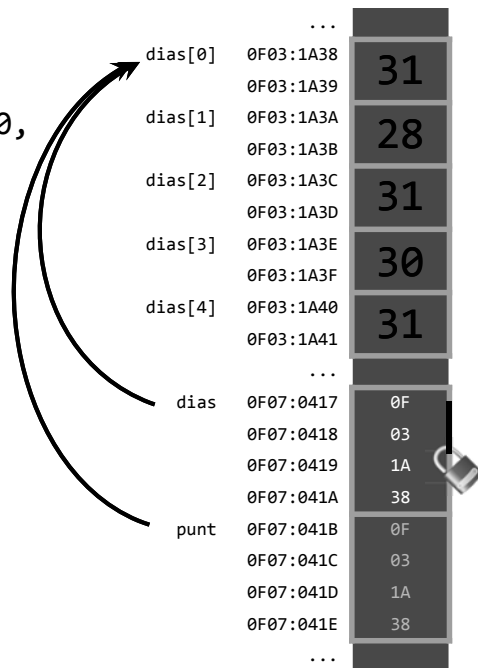 ...
dias[0] 0F03:1A38 31
0F03:1A39
0,
dias[1] 0F03:1A3A 28
0F03:1A3B
dias[2] 0F03:1A3C 31
0F03:1A3D
dias[3] 0F03:1A3E 30
0F03:1A3F
dias[4] 0F03:1A40 31
0F03:1A41
...
dias 0F07:0417 0F
0F07:0418 03
0F07:0419 1A
0F07:041A 38
punt 0F07:041B 0F
0F07:041C 03
0F07:041D 1A
0F07:041E 38
...